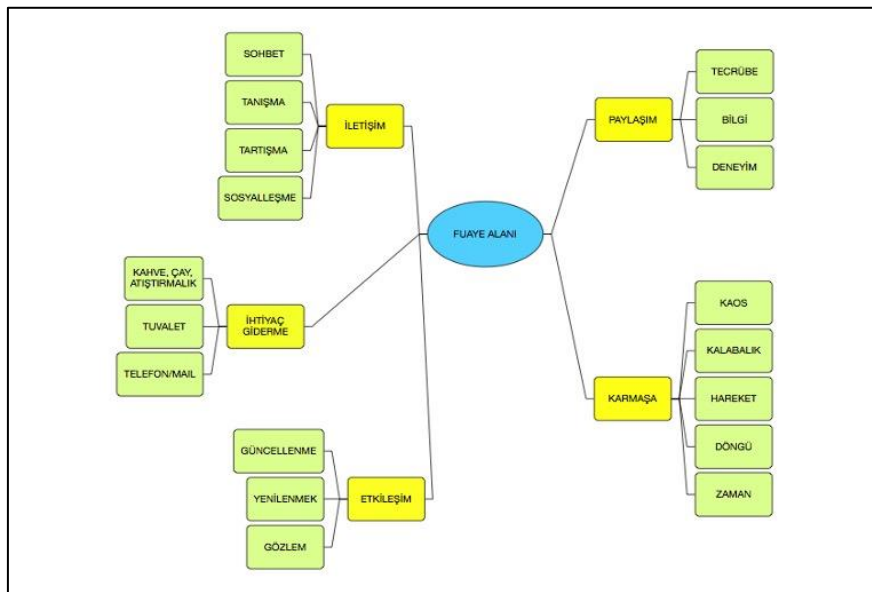 SOHBET
TANIŞMA
TARTIŞMA
SOSYALLEŞME
İLETİŞİM
KAHVE, ÇAY,
ATIŞTIRMALIK
TUVALET
TELEFON/MAIL
İHTİYAÇ
GİDERME
GÜNCELLENME
YENİLENMEK
GÖZLEM
ETKİLEŞİM
FUAYE ALANI
PAYLAŞIM
TECRÜBE
BİLGİ
DENEYİM
KARMAŞA
KAOS
KALABALIK
HAREKET
DÖNGÜ
ZAMAN